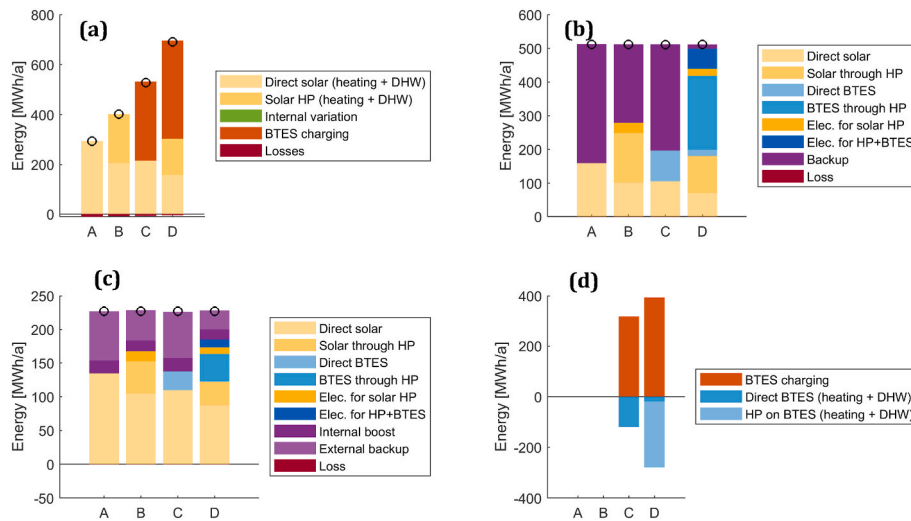 (a)
Energy [MWh/a]
800
600
400
200
0
A B C D
Direct solar (heating + DHW)
Solar HP (heating + DHW)
Internal variation
BTES charging
Losses
(b)
Energy [MWh/a]
600
500
400
300
200
100
0
A B C D
Direct solar
Solar through HP
Direct BTES
BTES through HP
Elec. for solar HP
Elec. for HP+BTES
Backup
Loss
(c)
Energy [MWh/a]
250
200
150
100
50
0
-50
A B C D
Direct solar
Solar through HP
Direct BTES
BTES through HP
Elec. for solar HP
Elec. for HP+BTES
Internal boost
External backup
Loss
(d)
Energy [MWh/a]
400
200
0
-200
-400
A B C D
BTES charging
Direct BTES (heating + DHW)
HP on BTES (heating + DHW)